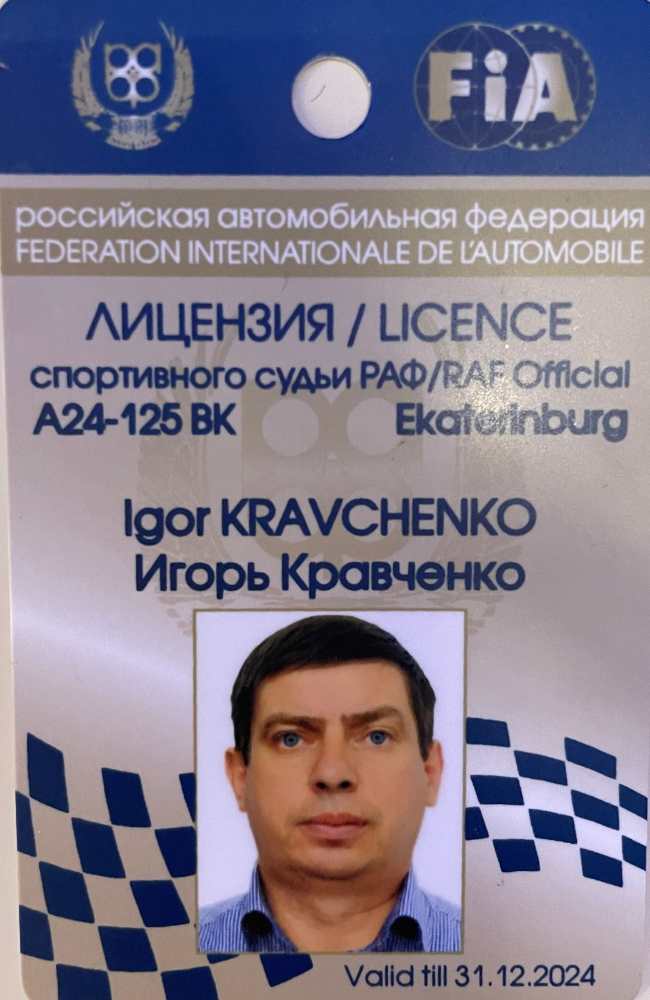 FiA
российская автомобильная федерация
FEDERATION INTERNATIONALE DE L'AUTOMOBILE
ЛИЦЕНЗИЯ / LICENCE
спортивного судьи РАФ/RAF Official
A24-125 ВК Ekaterinburg
Igor KRAVCHENKO
Игорь Кравченко
Valid till 31.12.2024